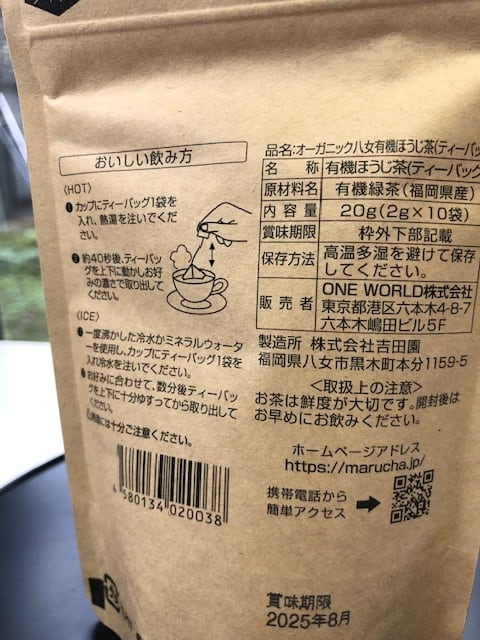 おいしい飲み方
〈HOT〉
❶カップにティーバッグ1袋を
入れ、熱湯を注いでくだ
さい。
❷約40秒後、ティーバッ
グを上下に動かしお好
みの濃さで取り出して
ください。
〈ICE〉
❶一度沸かした冷水かミネラルウォータ
ーを使用し、カップにティーバッグ1袋を
入れ冷水を注いでください。
❷お好みに合わせて、数分後ティーバッ
グを上下に十分ゆすってから取り出して
ください。
熱湯には十分ご注意ください。
4580134 020038
品名:オーガニック八女有機ほうじ茶(ティーバッ
名 称 有機ほうじ茶(ティーバッグ
原材料名 有機緑茶(福岡県産)
内容量 20g(2g×10袋)
賞味期限 枠外下部記載
保存方法 高温多湿を避けて保存
してください。
販売者 ONE WORLD株式会社
東京都港区六本木4-8-7
六本木嶋田ビル5F
製造所 株式会社吉田園
福岡県八女市黒木町本分1159-5
〈取扱上の注意〉
お茶は鮮度が大切です。開封後は
お早めにお飲みください。
ホームページアドレス
https://marucha.jp/
携帯電話から
簡単アクセス
賞味期限
2025年8月